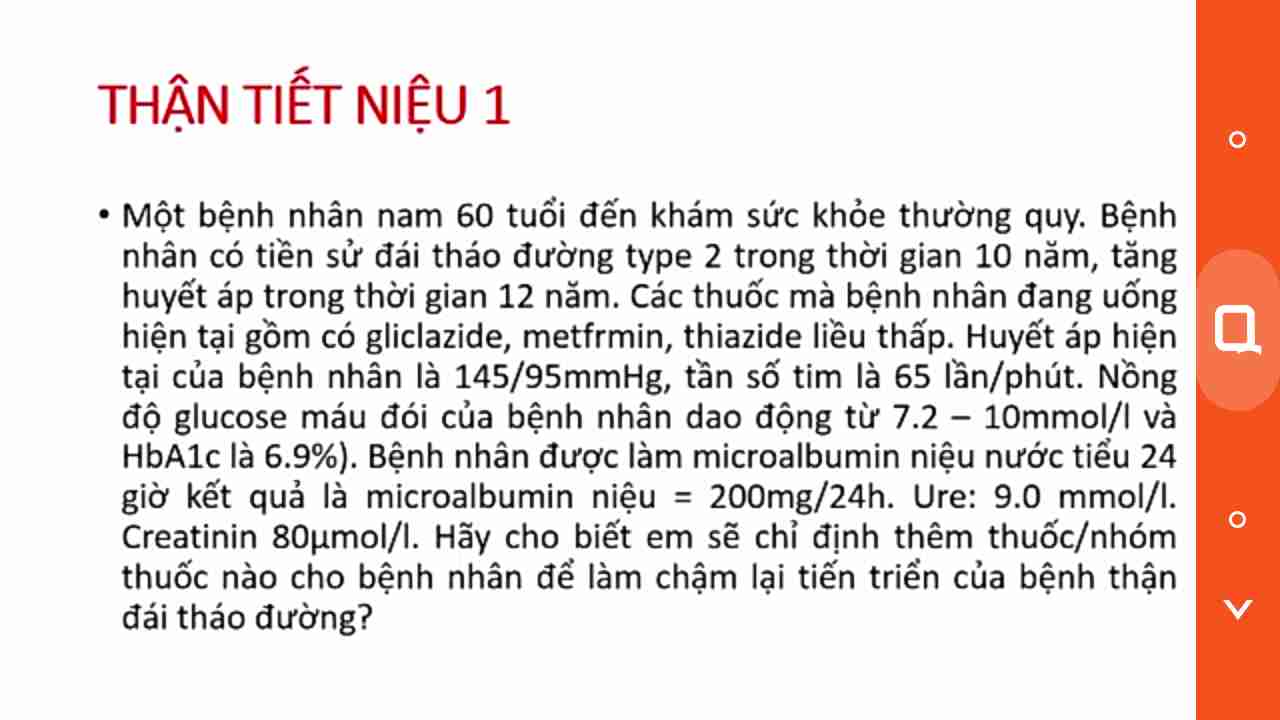 THẬN TIẾT NIỆU 1
• Một bệnh nhân nam 60 tuổi đến khám sức khỏe thường quy. Bệnh
nhân có tiền sử đái tháo đường type 2 trong thời gian 10 năm, tăng
huyết áp trong thời gian 12 năm. Các thuốc mà bệnh nhân đang uống
hiện tại gồm có gliclazide, metfrmin, thiazide liều thấp. Huyết áp hiện
tại của bệnh nhân là 145/95mmHg, tần số tim là 65 lần/phút. Nồng
độ glucose máu đói của bệnh nhân dao động từ 7.2 – 10mmol/l và
HbA1c là 6.9%). Bệnh nhân được làm microalbumin niệu nước tiểu 24
giờ kết quả là microalbumin niệu = 200mg/24h. Ure: 9.0 mmol/l.
Creatinin 80µmol/l. Hãy cho biết em sẽ chỉ định thêm thuốc/nhóm
thuốc nào cho bệnh nhân để làm chậm lại tiến triển của bệnh thận
đái tháo đường?